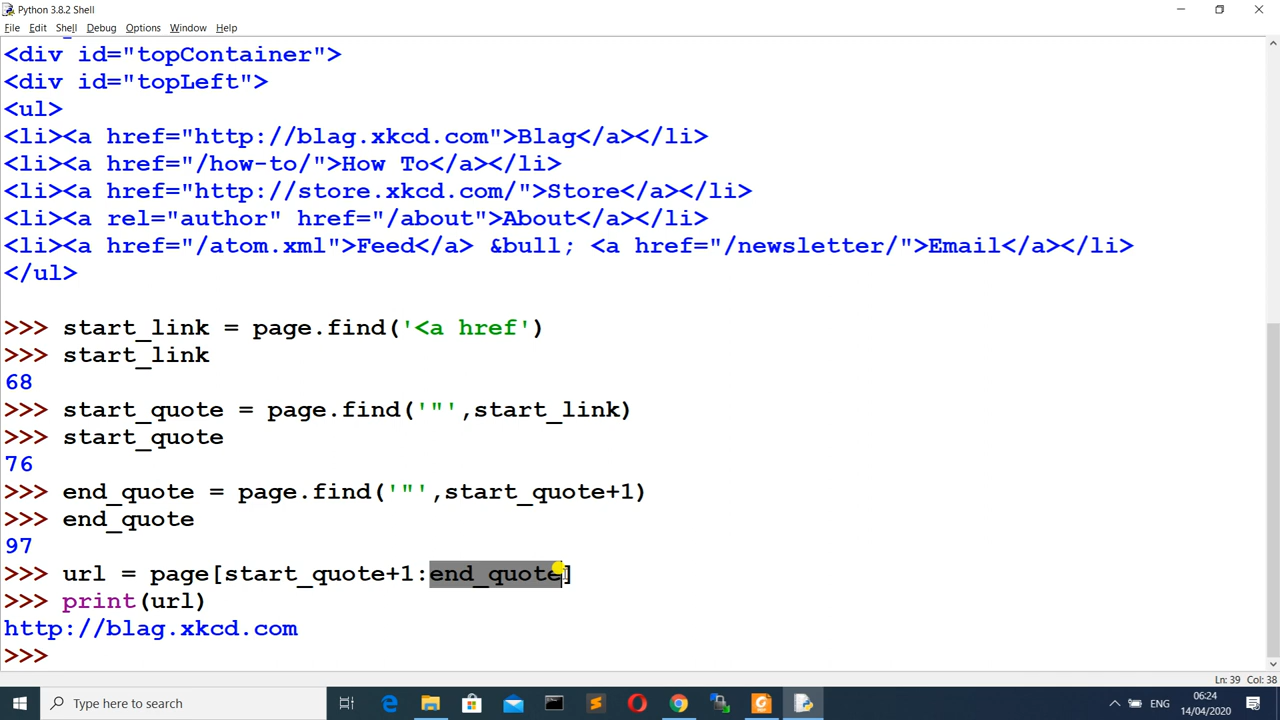 Python 3.8.2 Shell
File Edit Shell Debug Options Window Help
<div id="topContainer">
<div id="topLeft">
<ul>
<li><a href="http://blag.xkcd.com">Blag</a></li>
<li><a href="/how-to/">How To</a></li>
<li><a href="http://store.xkcd.com/">Store</a></li>
<li><a rel="author" href="/about">About</a></li>
<li><a href="/atom.xml">Feed</a> &bull; <a href="/newsletter/">Email</a></li>
</ul>
>>> start_link = page.find('<a href')
>>> start_link
68
>>> start_quote = page.find('"',start_link)
>>> start_quote
76
>>> end_quote = page.find('"',start_quote+1)
>>> end_quote
97
>>> url = page[start_quote+1:end_quote]
>>> print(url)
http://blag.xkcd.com
>>>
Ln: 39 Col: 38
Type here to search
ENG
06:24
14/04/2020